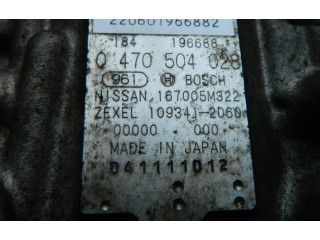 220601966882
184 196688
0 470 504 028
961 BOSCH
NISSAN 167005M322
ZEXEL 109341-2060
00000 000
MADE IN JAPAN
041111012